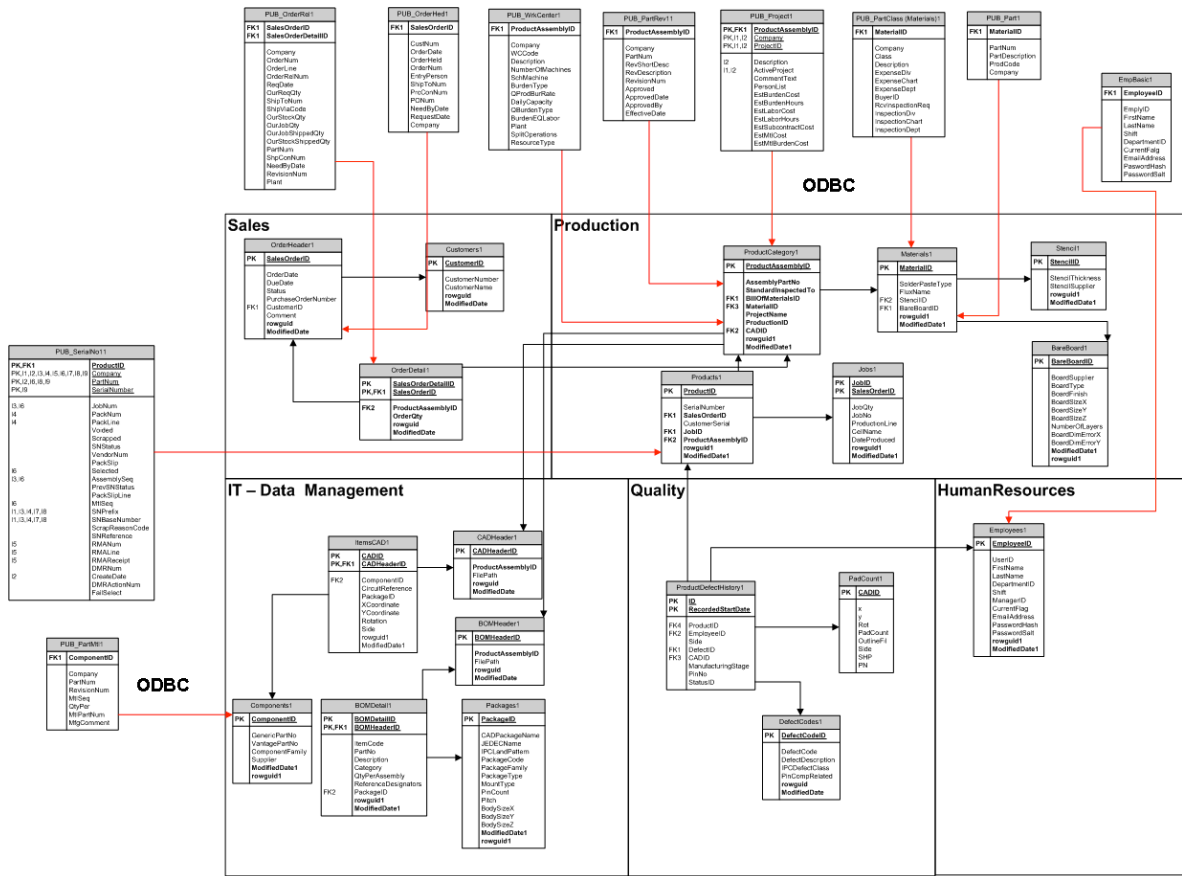 PUB_OrderRel1
FK1 SalesOrderID
FK1 SalesOrderDetailID
Company
OrderNum
OrderLine
OrderRelNum
ReqDate
OurReqQty
ShipToNum
ShipViaCode
OurStockQty
OurJobQty
OurJobShippedQty
OurStockShippedQty
PartNum
ShpConNum
NeedByDate
RevisionNum
Plant
PUB_OrderHed1
FK1 SalesOrderID
CustNum
OrderDate
OrderHeld
OrderNum
EntryPerson
ShipToNum
PrcConNum
PONum
NeedByDate
RequestDate
Company
PUB_WrkCenter1
FK1 ProductAssemblyID
Company
WCCode
Description
NumberOfMachines
SchMachine
BurdenType
QProdBurRate
DailyCapacity
QBurdenType
BurdenEQLabor
Plant
SplitOperations
ResourceType
PUB_PartRev11
FK1 ProductAssemblyID
Company
PartNum
RevShortDesc
RevDescription
RevisionNum
Approved
ApprovedDate
ApprovedBy
EffectiveDate
PUB_Project1
PK,FK1 ProductAssemblyID
PK,I1,I2 Company
PK,I1,I2 ProjectID
I2 Description
I1,I2 ActiveProject
CommentText
PersonList
EstBurdenCost
EstBurdenHours
EstLaborCost
EstLaborHours
EstSubcontractCost
EstMtlCost
EstMtlBurdenCost
PUB_PartClass (Materials)1
FK1 MaterialID
Company
Class
Description
ExpenseDiv
ExpenseChart
ExpenseDept
BuyerID
RcvInspectionReq
InspectionDiv
InspectionChart
InspectionDept
PUB_Part1
FK1 MaterialID
PartNum
PartDescription
ProdCode
Company
EmpBasic1
FK1 EmployeeID
EmplyID
FirstName
LastName
Shift
DepartmentID
CurrentFalg
EmailAddress
PaswordHash
PasswordSalt
ODBC
Sales
OrderHeader1
PK SalesOrderID
OrderDate
DueDate
Status
PurchaseOrderNumber
FK1 CustomarID
Comment
rowguid
ModifiedDate
Customers1
PK CustomerID
CustomerNumber
CustomerName
rowguid
ModifiedDate
OrderDetail1
PK SalesOrderDetailID
PK,FK1 SalesOrderID
FK2 ProductAssemblyID
OrderQty
rowguid
ModifiedDate
Production
ProductCategory1
PK ProductAssemblyID
AssemblyPartNo
StandardInspectedTo
FK1 BillOfMaterialsID
FK3 MaterialID
ProjectName
ProductionID
FK2 CADID
rowguid1
ModifiedDate1
Materials1
PK MaterialID
SolderPasteType
FluxName
FK2 StencilID
FK1 BareBoardID
rowguid1
ModifiedDate1
Stencil1
PK StencilID
StencilThickness
StencilSupplier
rowguid1
ModifiedDate1
BareBoard1
PK BareBoardID
BoardSupplier
BoardType
BoardFinish
BoardSizeX
BoardSizeY
BoardSizeZ
NumberOfLayers
BoardDimErrorX
BoardDimErrorY
ModifiedDate1
rowguid1
Products1
PK ProductID
SerialNumber
FK1 SalesOrderID
CustomerSerial
FK1 JobID
FK2 ProductAssemblyID
rowguid1
ModifiedDate1
Jobs1
PK JobID
PK SalesOrderID
JobQty
JobNo
ProductionLine
CellName
DateProduced
rowguid1
ModifiedDate1
PUB_SerialNo11
PK,FK1 ProductID
PK,I1,I2,I3,I4,I5,I6,I7,I8,I9 Company
PK,I2,I6,I8,I9 PartNum
PK,I9 SerialNumber
I3,I6 JobNum
I4 PackNum
I4 PackLine
Voided
Scrapped
SNStatus
VendorNum
PackSlip
I6 Selected
I3,I6 AssemblySeq
PrevSNStatus
PackSlipLine
I6 MtlSeq
I1,I3,I4,I7,I8 SNPrefix
I1,I3,I4,I7,I8 SNBaseNumber
ScrapReasonCode
SNReference
I5 RMANum
I5 RMALine
I5 RMAReceipt
DMRNum
I2 CreateDate
DMRActionNum
FailSelect
PUB_PartMtl1
FK1 ComponentID
Company
PartNum
RevisionNum
MtlSeq
QtyPer
MtlPartNum
MfgComment
ODBC
IT – Data Management
ItemsCAD1
PK CADID
PK,FK1 CADHeaderID
FK2 ComponentID
CircuitReference
PackageID
XCoordinate
YCoordinate
Rotation
Side
rowguid1
ModifiedDate1
CADHeader1
PK CADHeaderID
ProductAssemblyID
FilePath
rowguid
ModifiedDate
BOMHeader1
PK BOMHeaderID
ProductAssemblyID
FilePath
rowguid
ModifiedDate
Components1
PK ComponentID
GenericPartNo
VantagePartNo
ComponentFamily
Supplier
ModifiedDate1
rowguid1
BOMDetail1
PK BOMDetailID
PK,FK1 BOMHeaderID
ItemCode
PartNo
Description
Category
QtyPerAssembly
ReferenceDesignators
FK2 PackageID
rowguid1
ModifiedDate1
Packages1
PK PackageID
CADPackageName
JEDECName
IPCLandPattern
PackageCode
PackageFamily
PackageType
MountType
PinCount
Pitch
BodySizeX
BodySizeY
BodySizeZ
ModifiedDate1
rowguid1
Quality
ProductDefectHistory1
PK ID
PK RecordedStartDate
FK4 ProductID
FK2 EmployeeID
Side
FK1 DefectID
FK3 CADID
ManufacturingStage
PinNo
StatusID
PadCount1
PK CADID
x
y
Rot
PadCount
OutlineFil
Side
SHP
PN
DefectCodes1
PK DefectCodeID
DefectCode
DefectDescription
IPCDefectClass
PinCompRelated
rowguid
ModifiedDate
HumanResources
Employees1
PK EmployeeID
UserID
FirstName
LastName
DepartmentID
Shift
ManagerID
CurrentFlag
EmailAddress
PasswordHash
PasswordSalt
rowguid1
ModifiedDate1